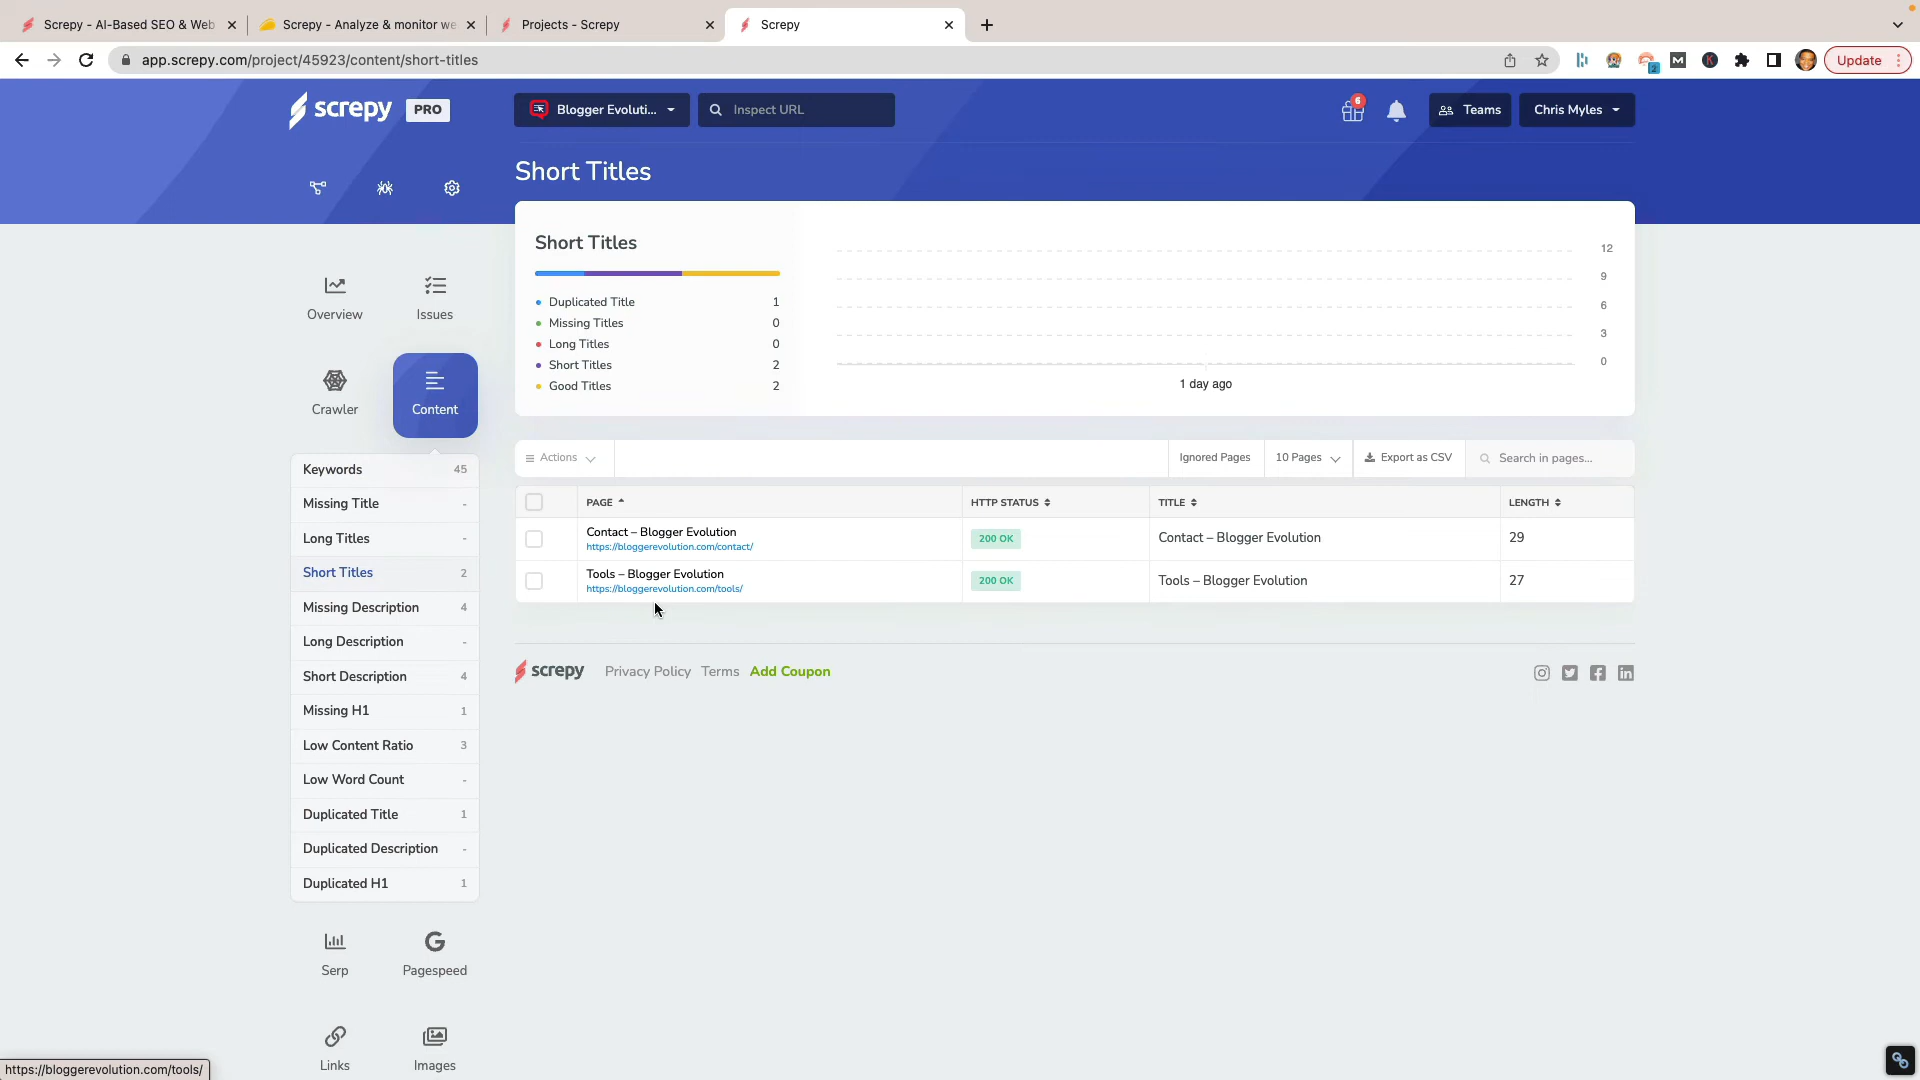 Screpy - AI-Based SEO & Web
Screpy - Analyze & monitor we
Projects - Screpy
Screpy
app.screpy.com/project/45923/content/short-titles
2
M
K
Update
screpy PRO
Blogger Evoluti...
Inspect URL
6
Teams
Chris Myles
Short Titles
Overview
Issues
Crawler
Content
Keywords 45
Missing Title -
Long Titles -
Short Titles 2
Missing Description 4
Long Description -
Short Description 4
Missing H1 1
Low Content Ratio 3
Low Word Count -
Duplicated Title 1
Duplicated Description -
Duplicated H1 1
Serp
Pagespeed
Links
Images
Short Titles
Duplicated Title 1
Missing Titles 0
Long Titles 0
Short Titles 2
Good Titles 2
12
9
6
3
0
1 day ago
Actions
Ignored Pages
10 Pages
Export as CSV
Search in pages...
PAGE HTTP STATUS TITLE LENGTH
Contact – Blogger Evolution
https://bloggerevolution.com/contact/
200 OK
Contact – Blogger Evolution
29
Tools – Blogger Evolution
https://bloggerevolution.com/tools/
200 OK
Tools – Blogger Evolution
27
screpy Privacy Policy Terms Add Coupon
https://bloggerevolution.com/tools/